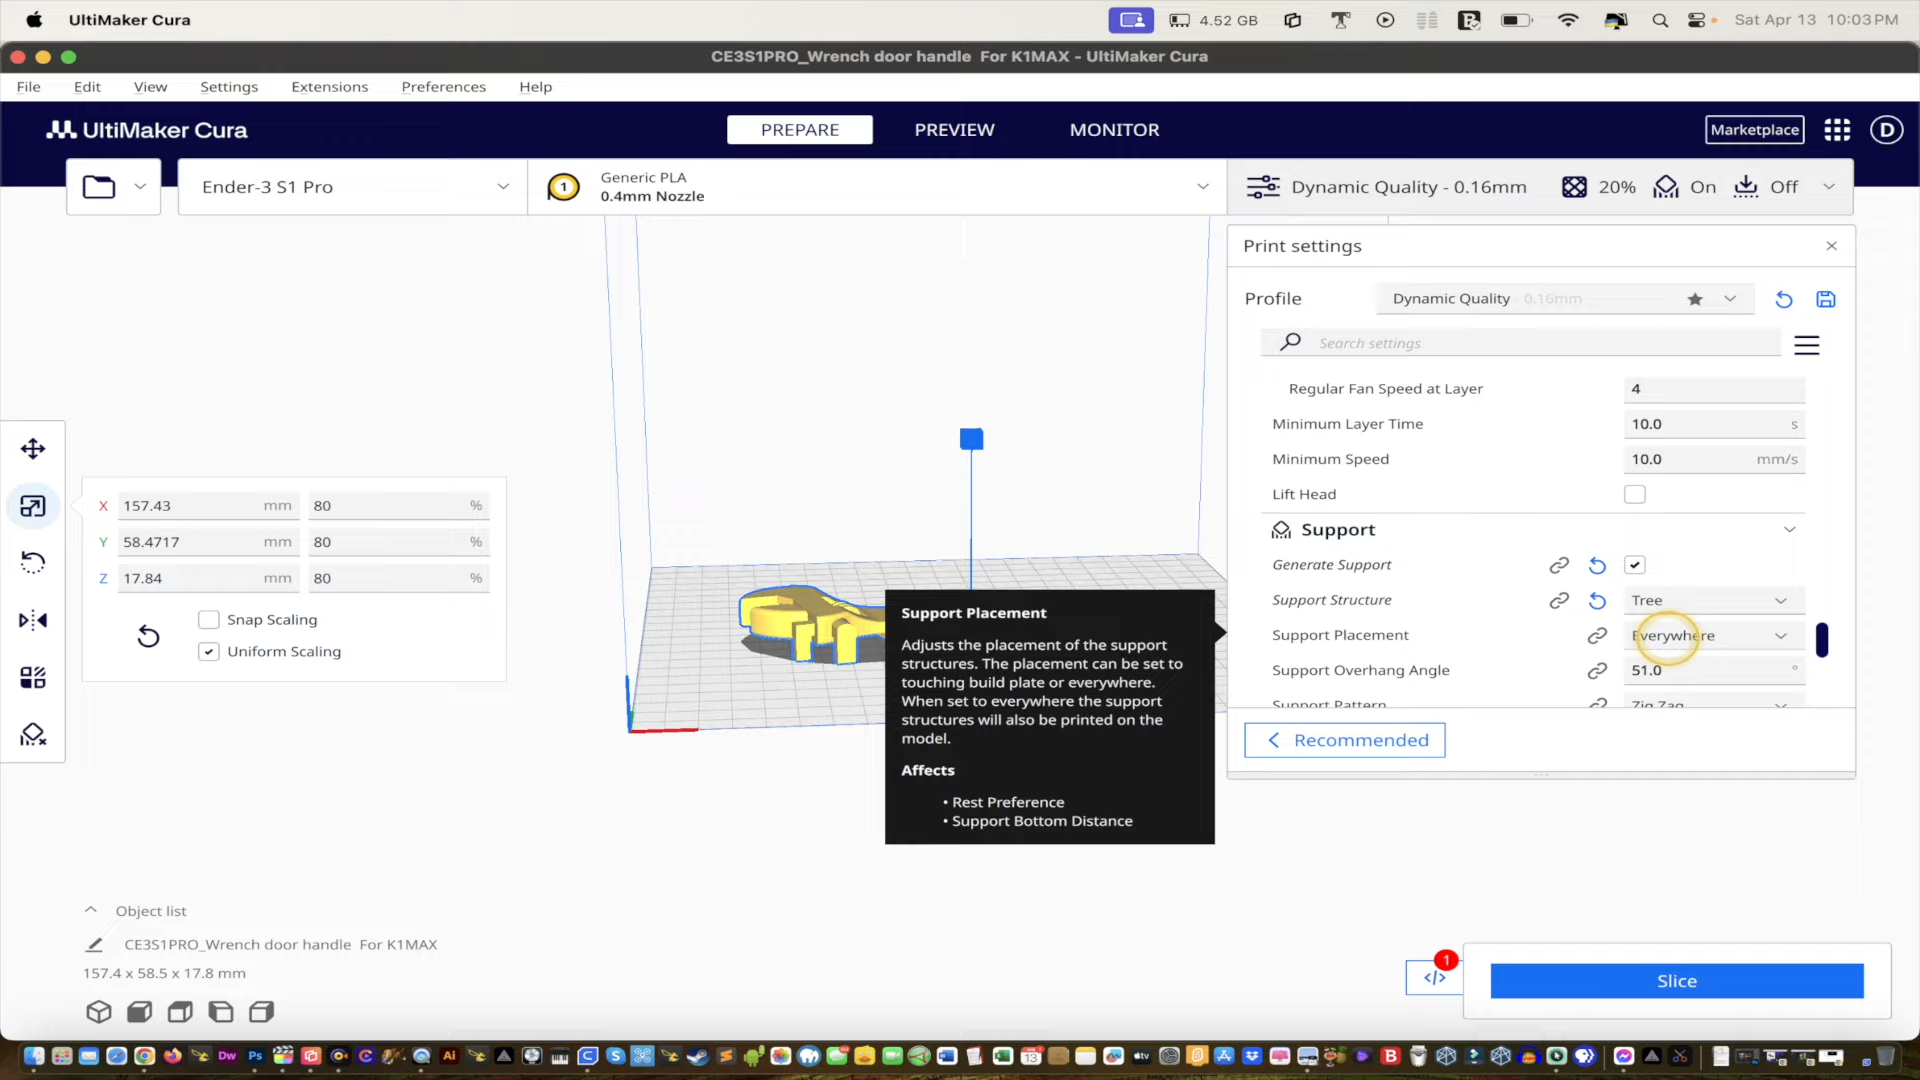 UltiMaker Cura
4.52 GB
Sat Apr 13 10:03 PM
CE3S1PRO_Wrench door handle For K1MAX - UltiMaker Cura
File Edit View Settings Extensions Preferences Help
UltiMaker Cura
PREPARE
PREVIEW
MONITOR
Marketplace
D
Ender-3 S1 Pro
1
Generic PLA
0.4mm Nozzle
Dynamic Quality - 0.16mm
20%
On
Off
Print settings
Profile
Dynamic Quality - 0.16mm
Search settings
Regular Fan Speed at Layer 4
Minimum Layer Time 10.0 s
Minimum Speed 10.0 mm/s
Lift Head
Support
Generate Support
Support Structure Tree
Support Placement Everywhere
Support Overhang Angle 51.0 °
Support Pattern Zig Zag
Recommended
X 157.43 mm 80 %
Y 58.4717 mm 80 %
Z 17.84 mm 80 %
Snap Scaling
Uniform Scaling
Support Placement
Adjusts the placement of the support
structures. The placement can be set to
touching build plate or everywhere.
When set to everywhere the support
structures will also be printed on the
model.
Affects
• Rest Preference
• Support Bottom Distance
Object list
CE3S1PRO_Wrench door handle For K1MAX
157.4 x 58.5 x 17.8 mm
1
Slice